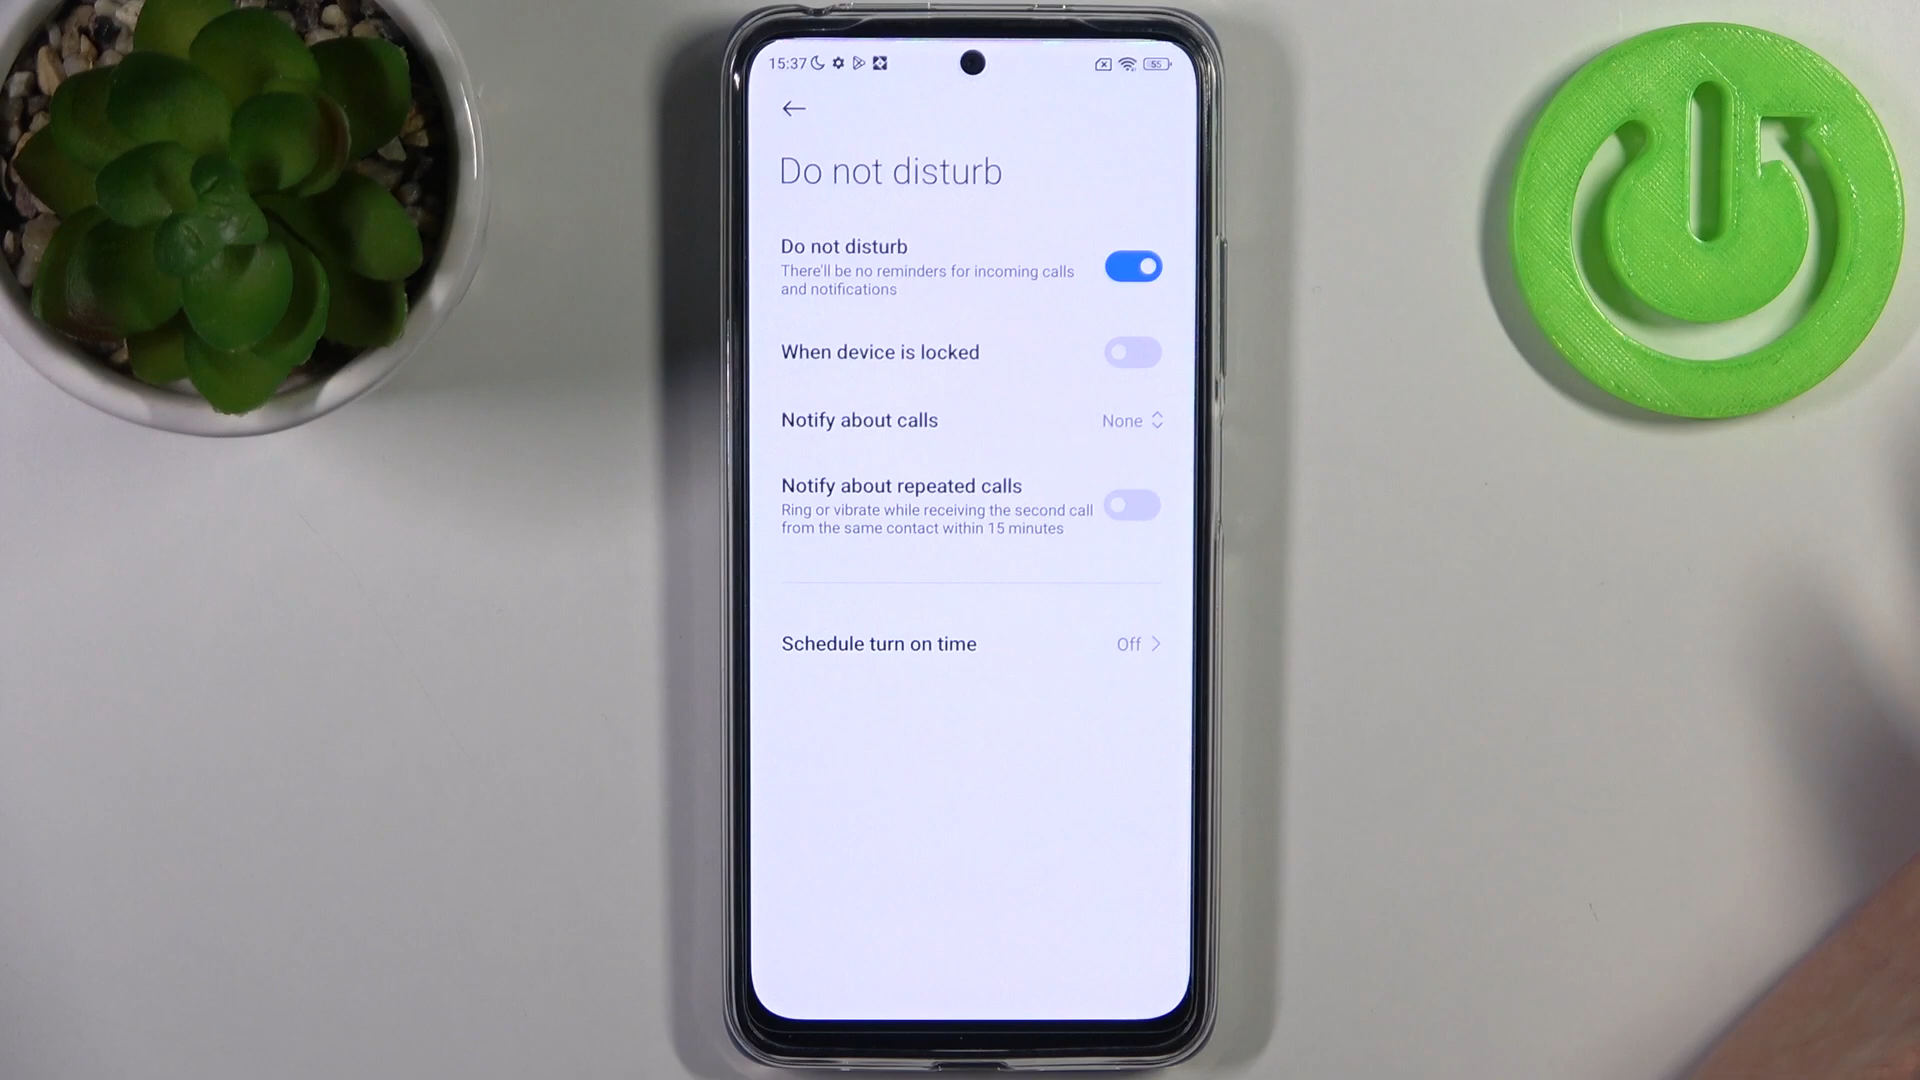 15:37
55
Do not disturb
Do not disturb
There'll be no reminders for incoming calls
and notifications
When device is locked
Notify about calls
None
Notify about repeated calls
Ring or vibrate while receiving the second call
from the same contact within 15 minutes
Schedule turn on time
Off